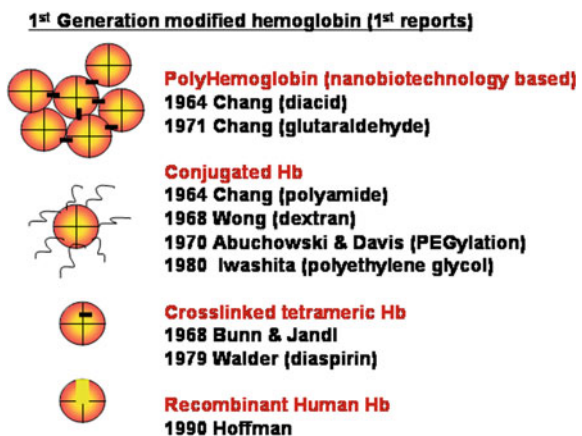 1st Generation modified hemoglobin (1st reports)
PolyHemoglobin (nanobiotechnology based)
1964 Chang (diacid)
1971 Chang (glutaraldehyde)
Conjugated Hb
1964 Chang (polyamide)
1968 Wong (dextran)
1970 Abuchowski & Davis (PEGylation)
1980 Iwashita (polyethylene glycol)
Crosslinked tetrameric Hb
1968 Bunn & Jandl
1979 Walder (diaspirin)
Recombinant Human Hb
1990 Hoffman